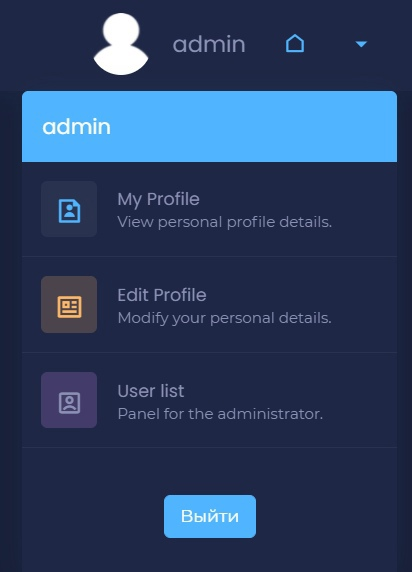 admin
admin
My Profile
View personal profile details.
Edit Profile
Modify your personal details.
User list
Panel for the administrator.
Выйти